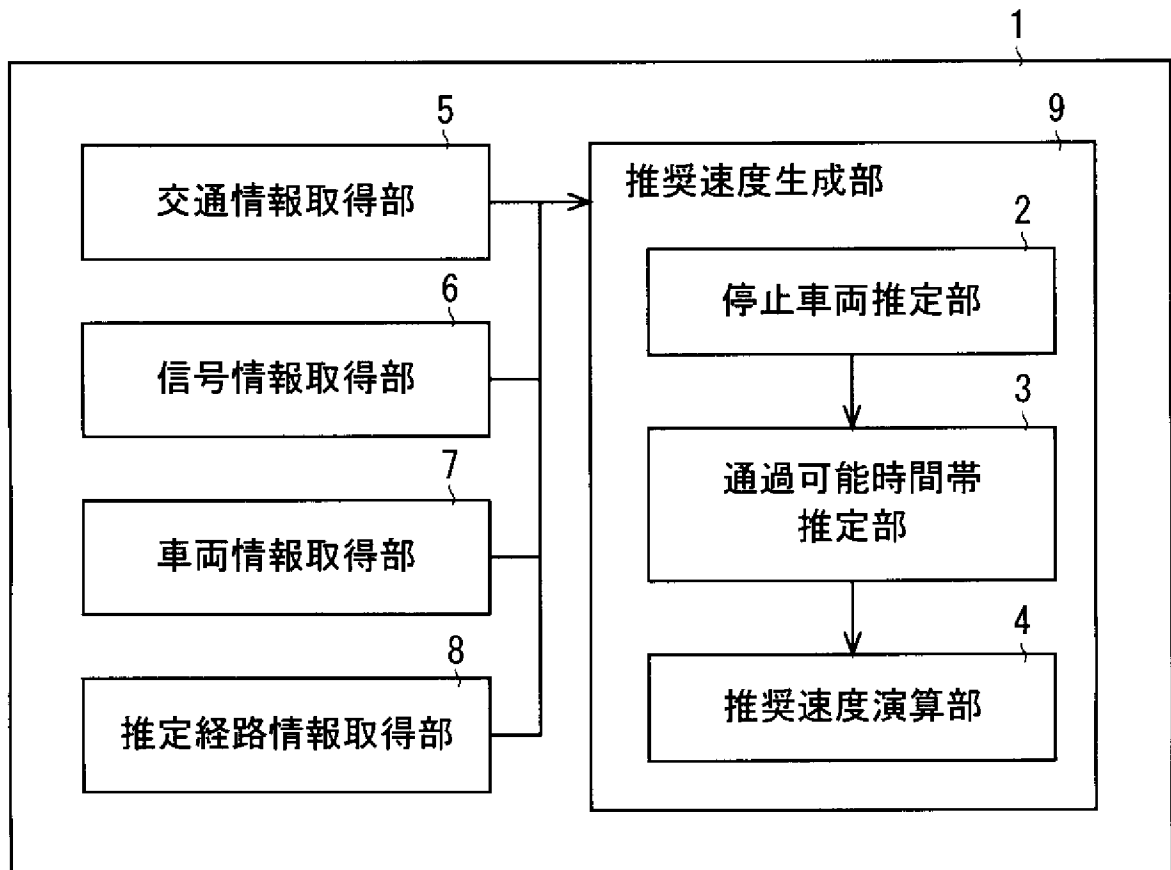 1
5
交通情報取得部
6
信号情報取得部
7
車両情報取得部
8
推定経路情報取得部
9
推奨速度生成部
2
停止車両推定部
3
通過可能時間帯
推定部
4
推奨速度演算部